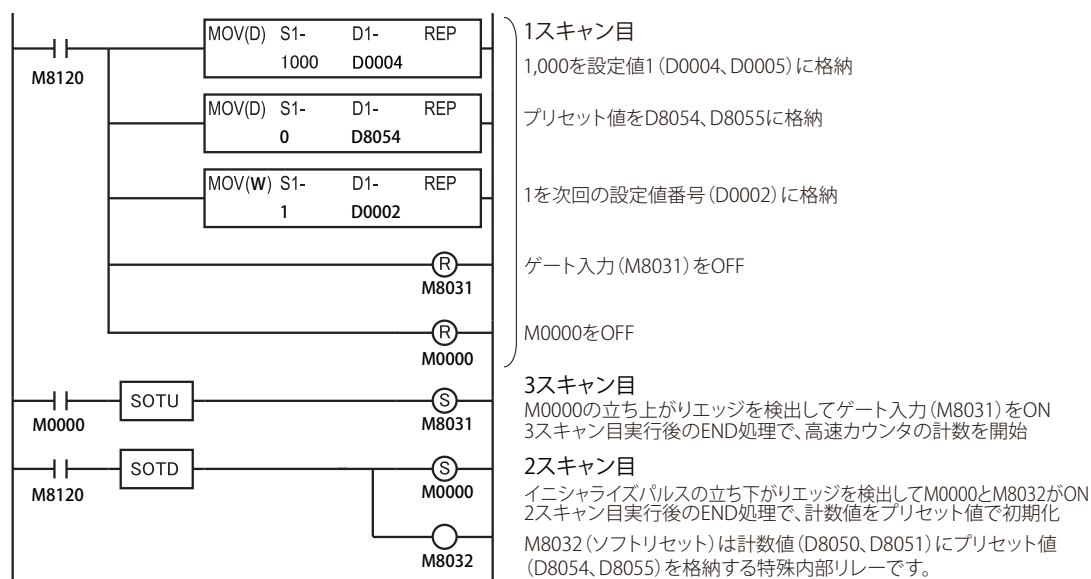 MOV(D) S1- D1- REP
1000 D0004
M8120
MOV(D) S1- D1- REP
0 D8054
MOV(W) S1- D1- REP
1 D0002
R
M8031
R
M0000
1スキャン目
1,000を設定値1(D0004、D0005)に格納
プリセット値をD8054、D8055に格納
1を次回の設定値番号(D0002)に格納
ゲート入力(M8031)をOFF
M0000をOFF
SOTU
S
M0000
M8031
3スキャン目
M0000の立ち上がりエッジを検出してゲート入力(M8031)をON
3スキャン目実行後のEND処理で、高速カウンタの計数を開始
SOTD
S
M8120
M0000
M8032
2スキャン目
イニシャライズパルスの立ち下がりエッジを検出してM0000とM8032がON
2スキャン目実行後のEND処理で、計数値をプリセット値で初期化
M8032(ソフトリセット)は計数値(D8050、D8051)にプリセット値
(D8054、D8055)を格納する特殊内部リレーです。